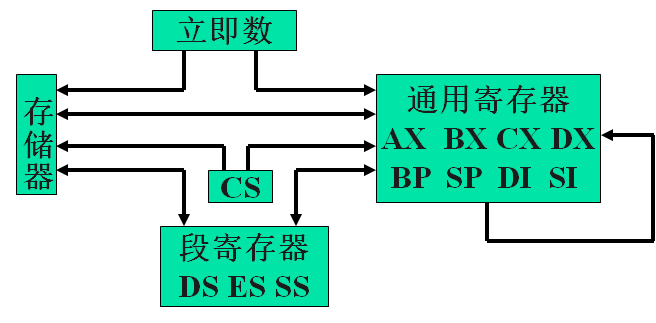 立即数
存储器
通用寄存器
AX BX CX DX
BP SP DI SI
CS
段寄存器
DS ES SS